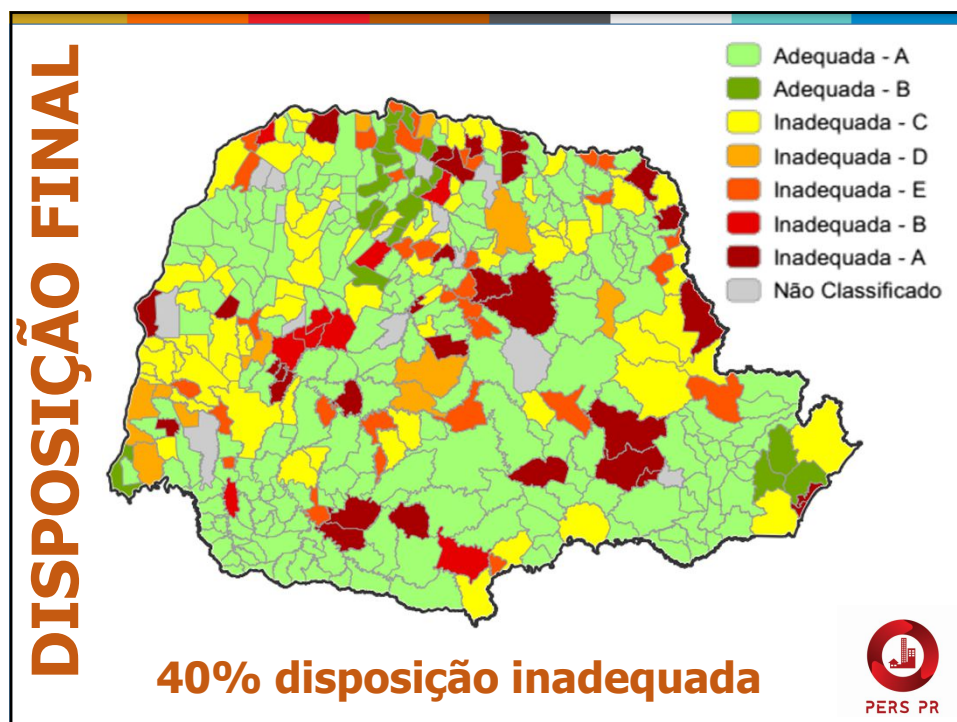 DISPOSIÇÃO FINAL
Adequada - A
Adequada - B
Inadequada - C
Inadequada - D
Inadequada - E
Inadequada - B
Inadequada - A
Não Classificado
40% disposição inadequada
PERS PR